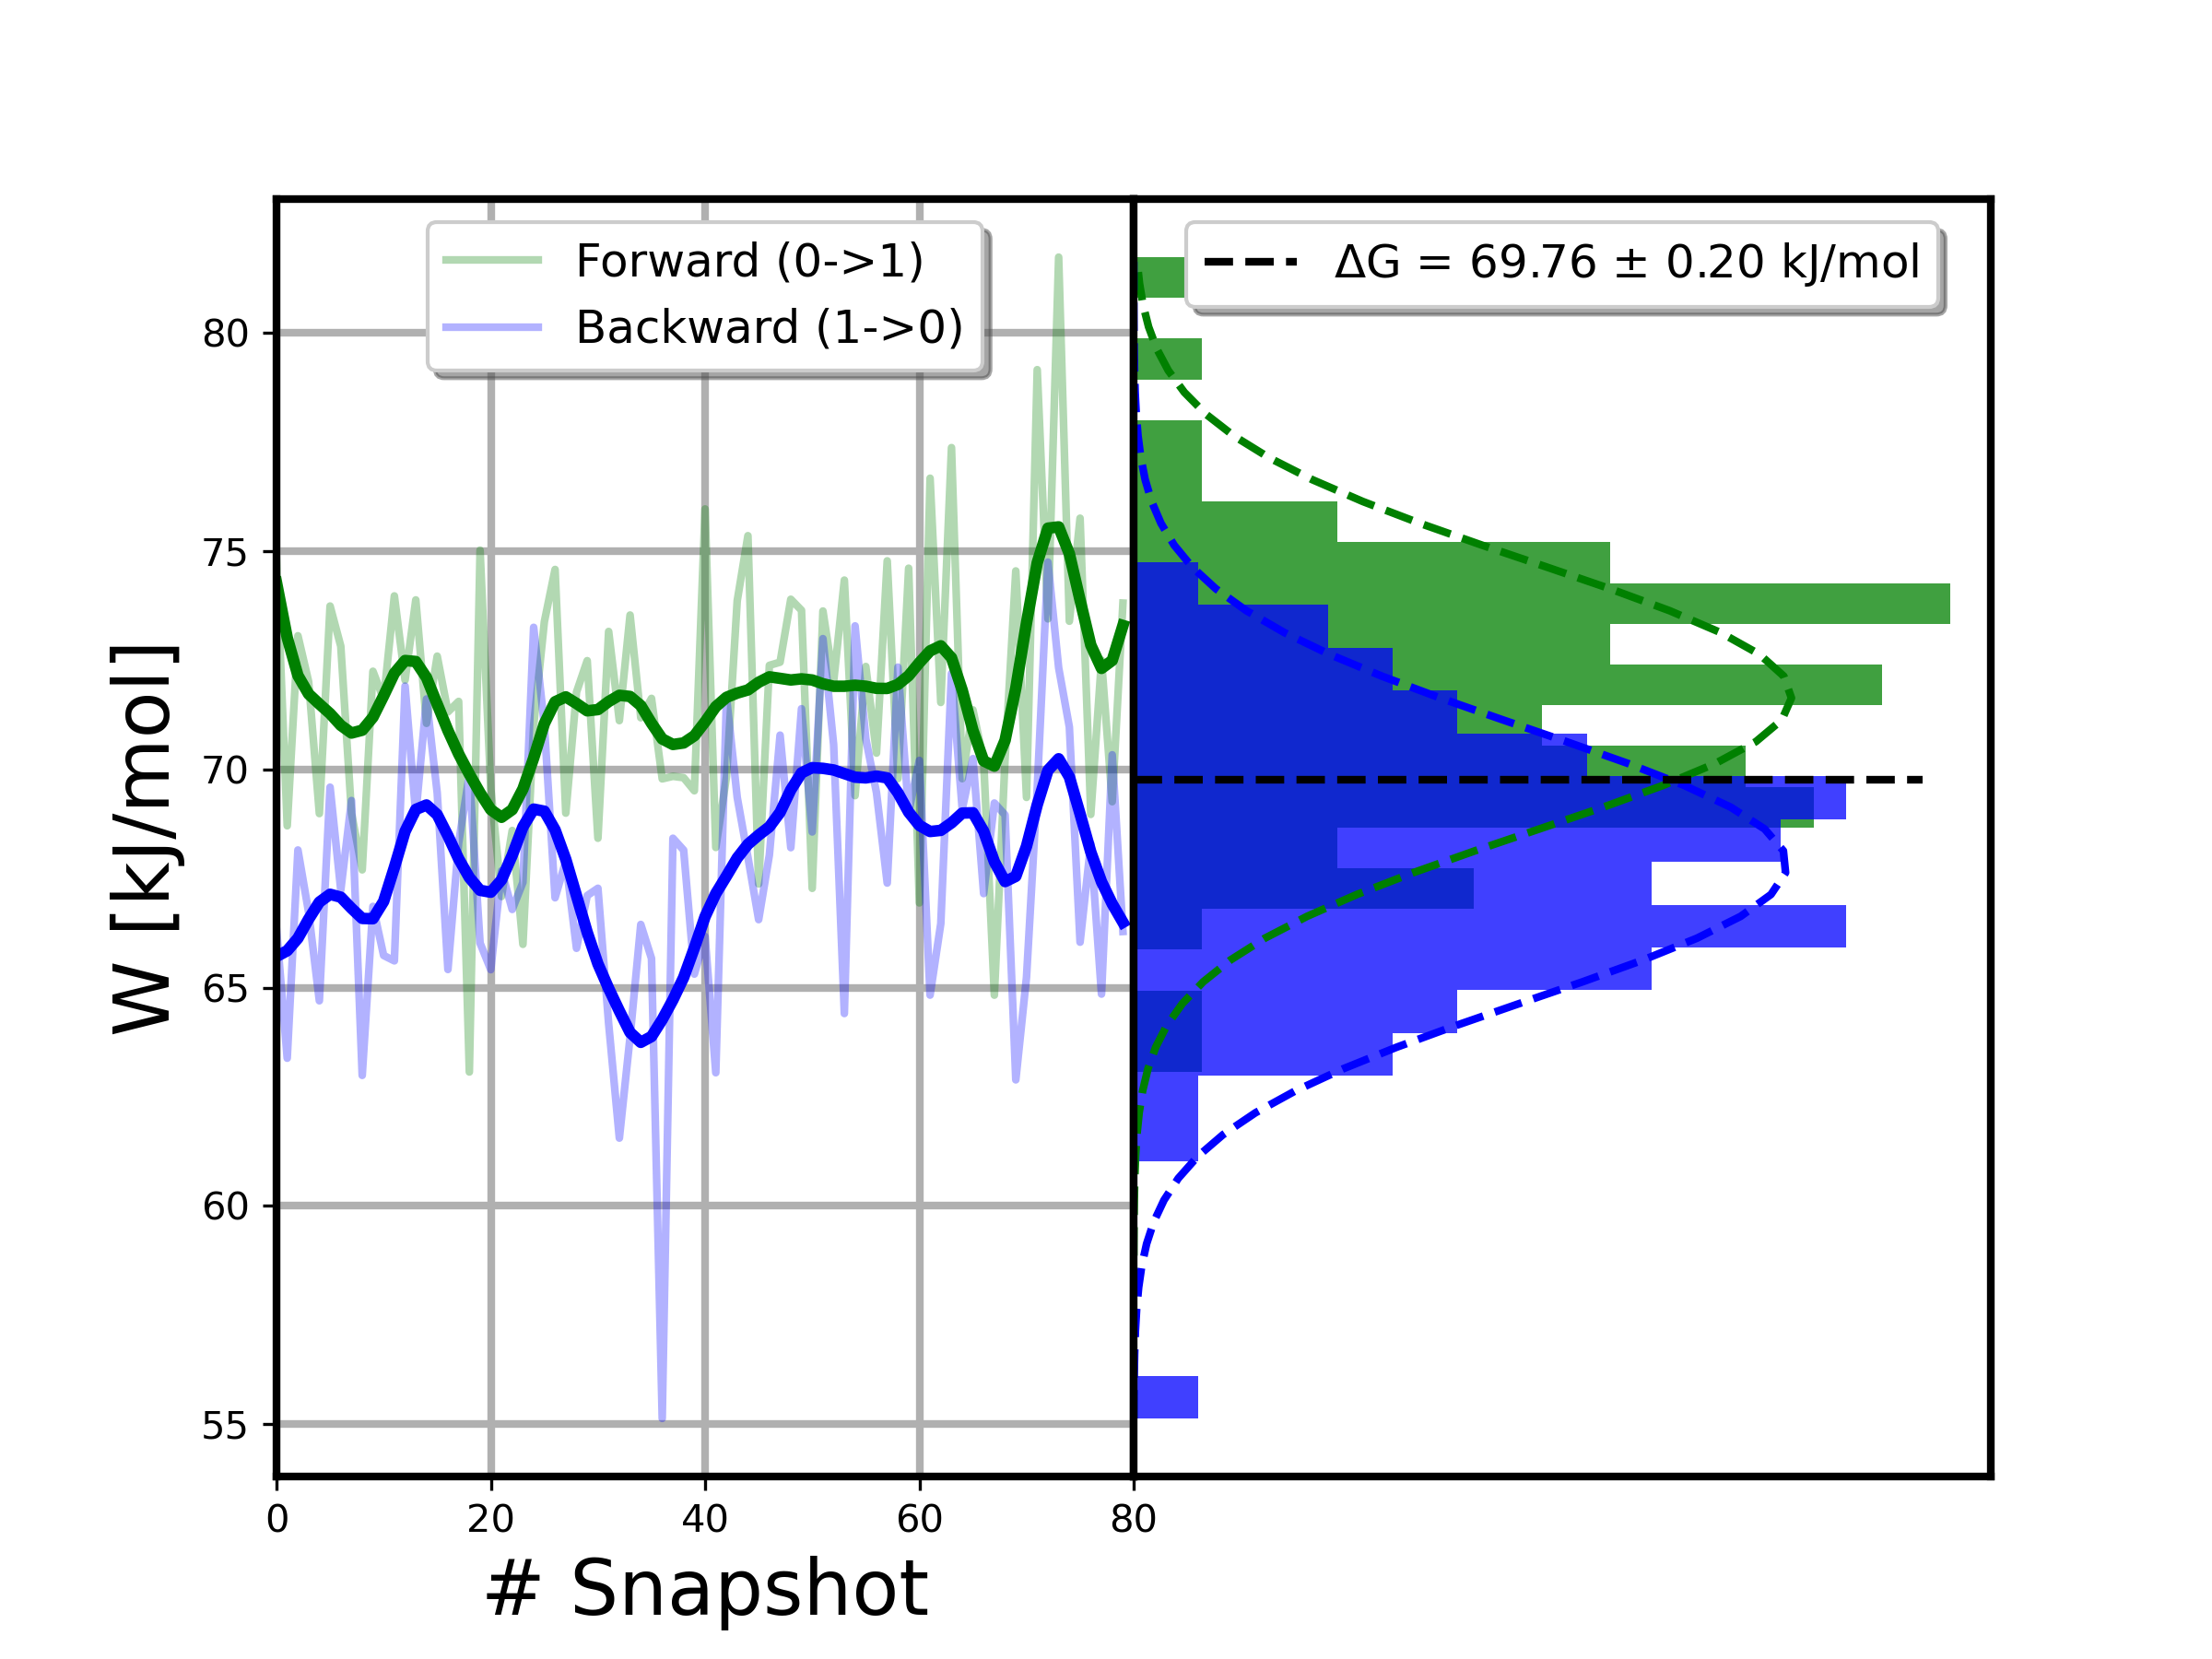 Forward (0->1)
Backward (1->0)
ΔG = 69.76 ± 0.20 kJ/mol
W [kJ/mol]
80
75
70
65
60
55
0 20 40 60 80
# Snapshot